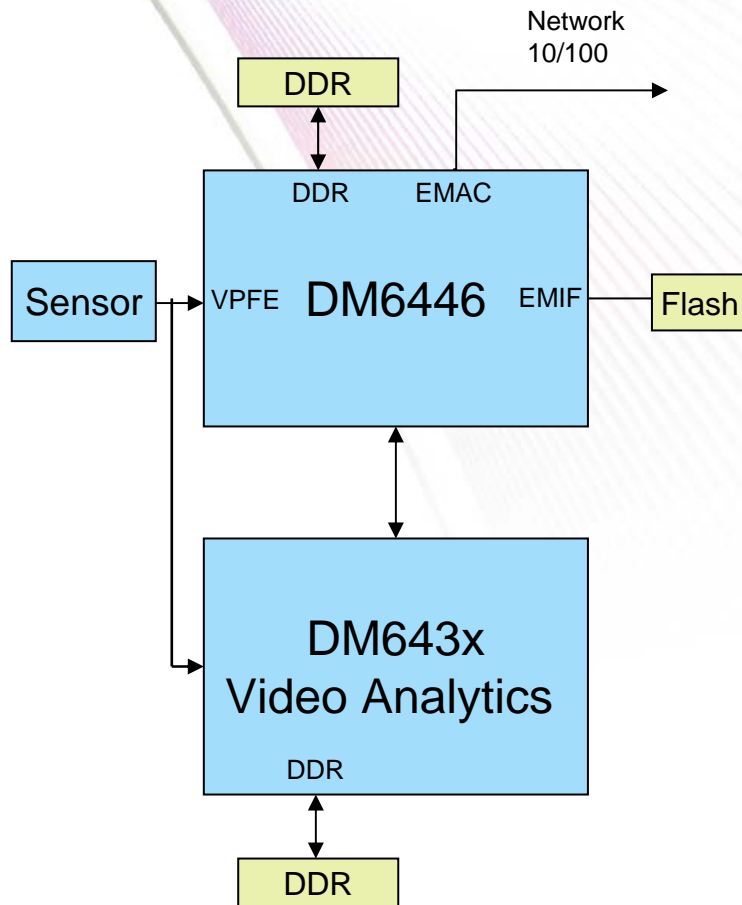 Network
10/100
DDR
DDR
EMAC
Sensor
VPFE
DM6446
EMIF
Flash
DM643x
Video Analytics
DDR
DDR